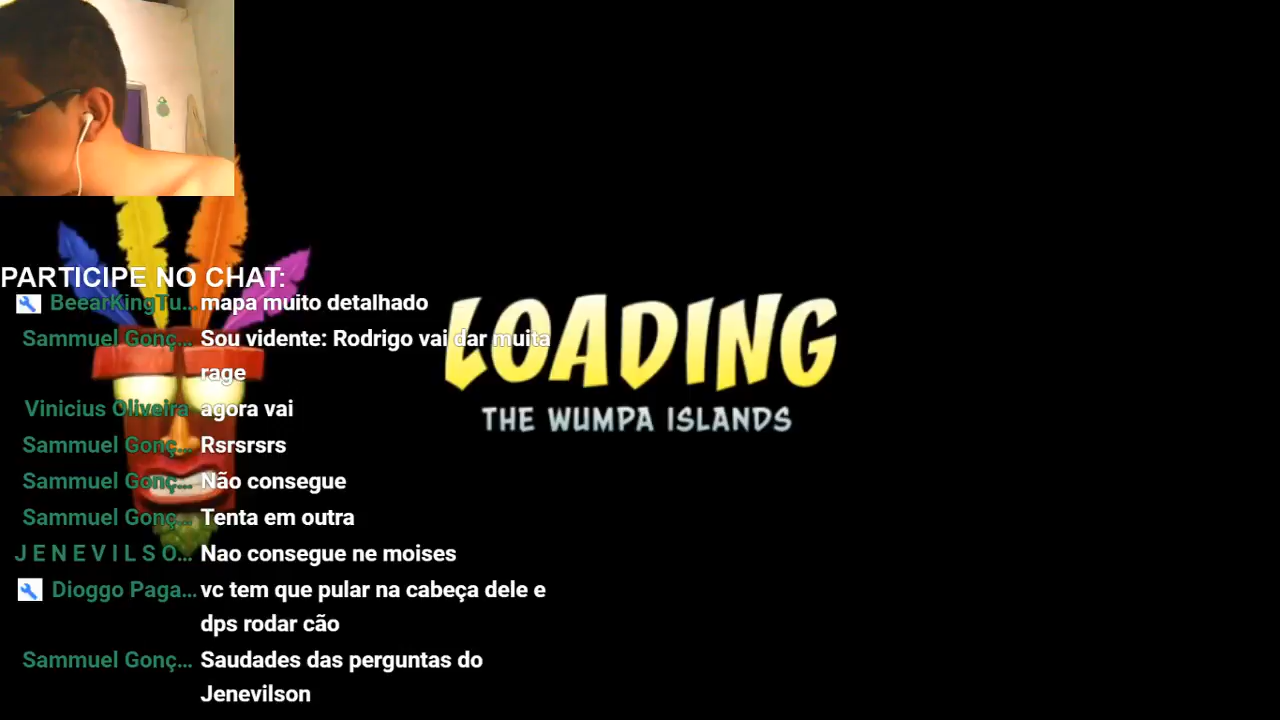 PARTICIPE NO CHAT:
BeearKingTu... mapa muito detalhado
Sammuel Gonç... Sou vidente: Rodrigo vai dar muita
rage
Vinicius Oliveira agora vai
Sammuel Gonç... Rsrsrsrs
Sammuel Gonç... Não consegue
Sammuel Gonç... Tenta em outra
J E N E V I L S O... Nao consegue ne moises
Dioggo Paga... vc tem que pular na cabeça dele e
dps rodar cão
Sammuel Gonç... Saudades das perguntas do
Jenevilson
LOADING
THE WUMPA ISLANDS